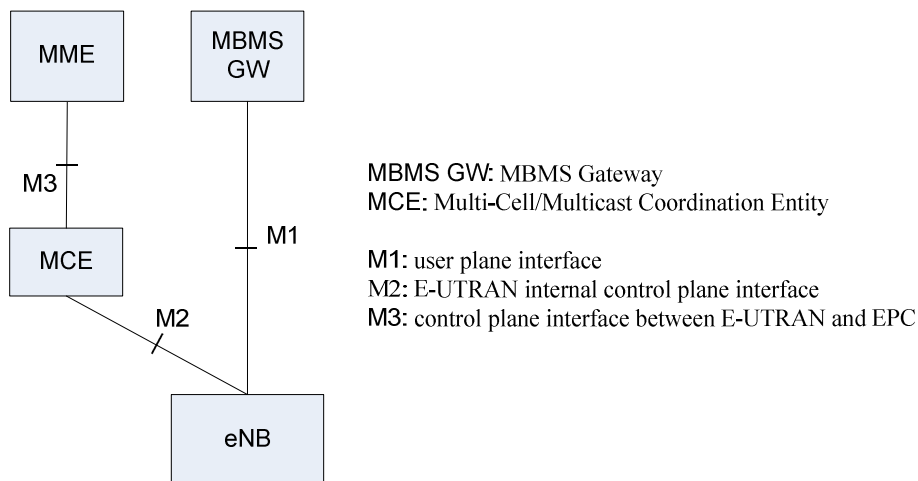 MME
MBMS
GW
M3
M1
MCE
M2
eNB
MBMS GW: MBMS Gateway
MCE: Multi-Cell/Multicast Coordination Entity
M1: user plane interface
M2: E-UTRAN internal control plane interface
M3: control plane interface between E-UTRAN and EPC